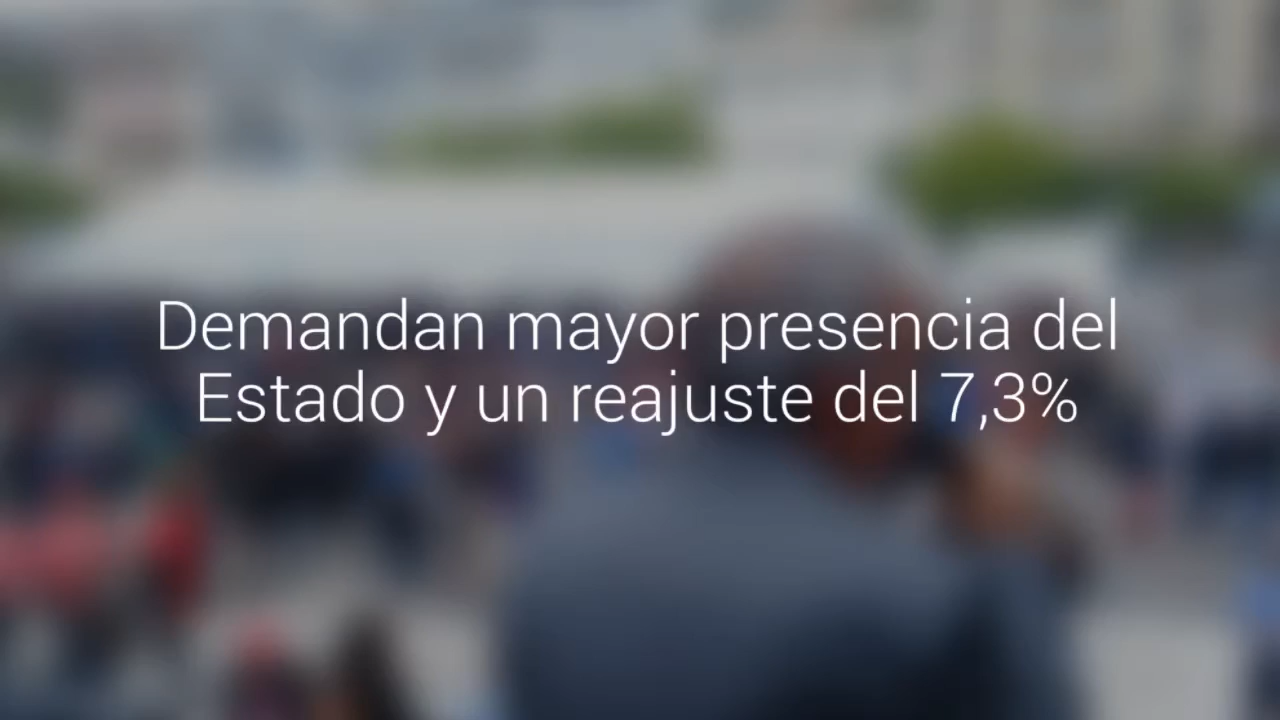 Demandan mayor presencia del
Estado y un reajuste del 7,3%